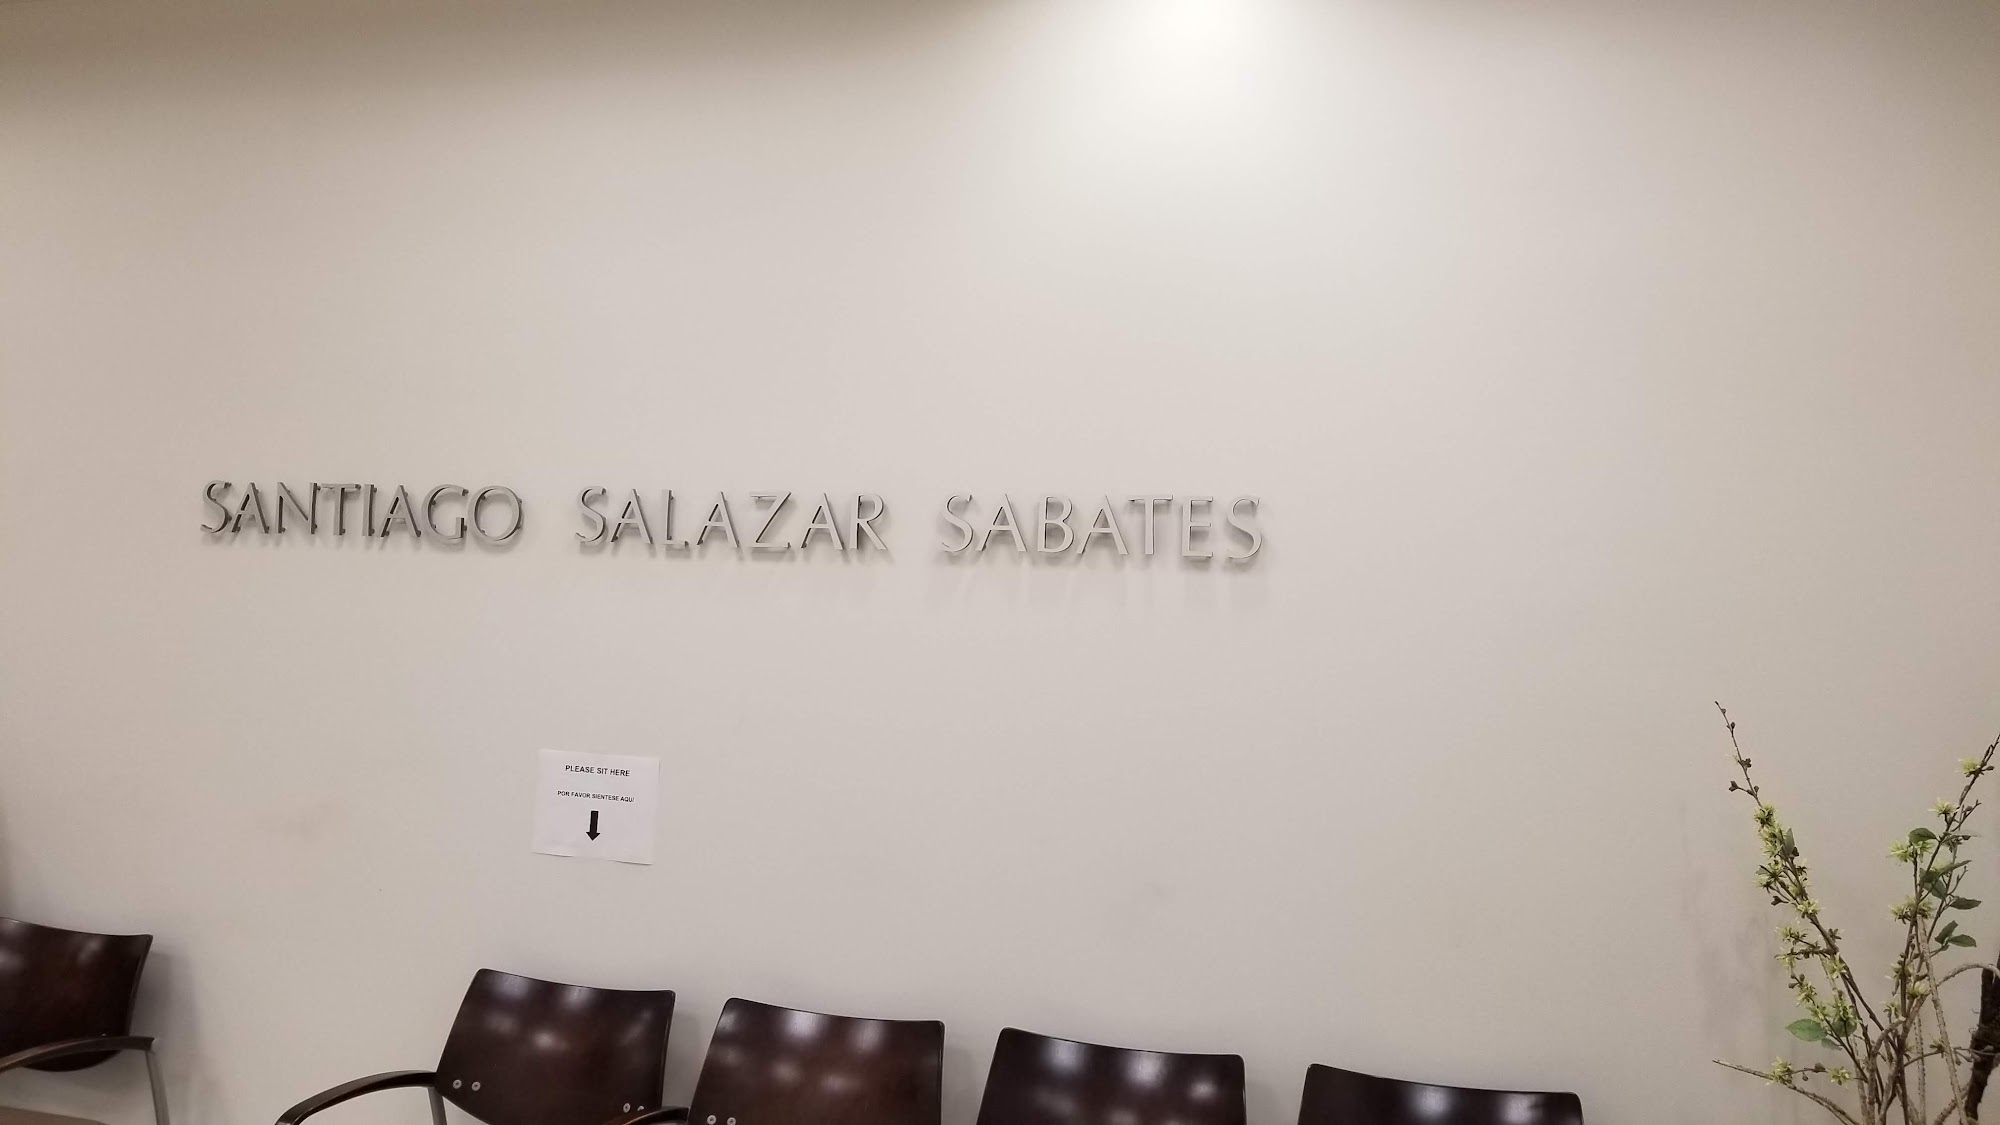 SANTIAGO SALAZAR SABATES
PLEASE SIT HERE
POR FAVOR SIENTESE AQUI